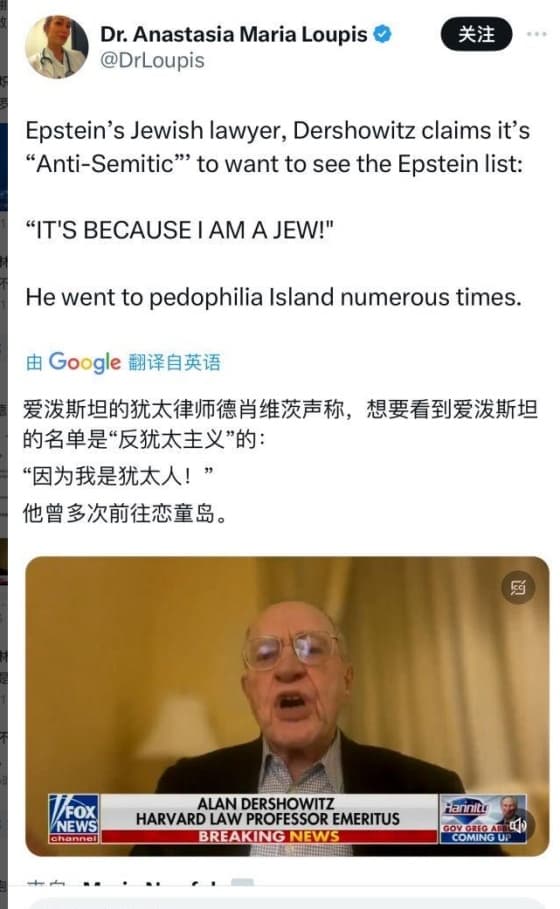 Dr. Anastasia Maria Loupis
关注
@DrLoupis
Epstein’s Jewish lawyer, Dershowitz claims it’s
“Anti-Semitic”’ to want to see the Epstein list:
“IT'S BECAUSE I AM A JEW!"
He went to pedophilia Island numerous times.
由 Google 翻译自英语
爱泼斯坦的犹太律师德肖维茨声称，想要看到爱泼斯坦
的名单是“反犹太主义”的：
“因为我是犹太人！”
他曾多次前往恋童岛。
FOX
NEWS
channel
ALAN DERSHOWITZ
HARVARD LAW PROFESSOR EMERITUS
BREAKING NEWS
Hannity
GOV GREG
COMING UP